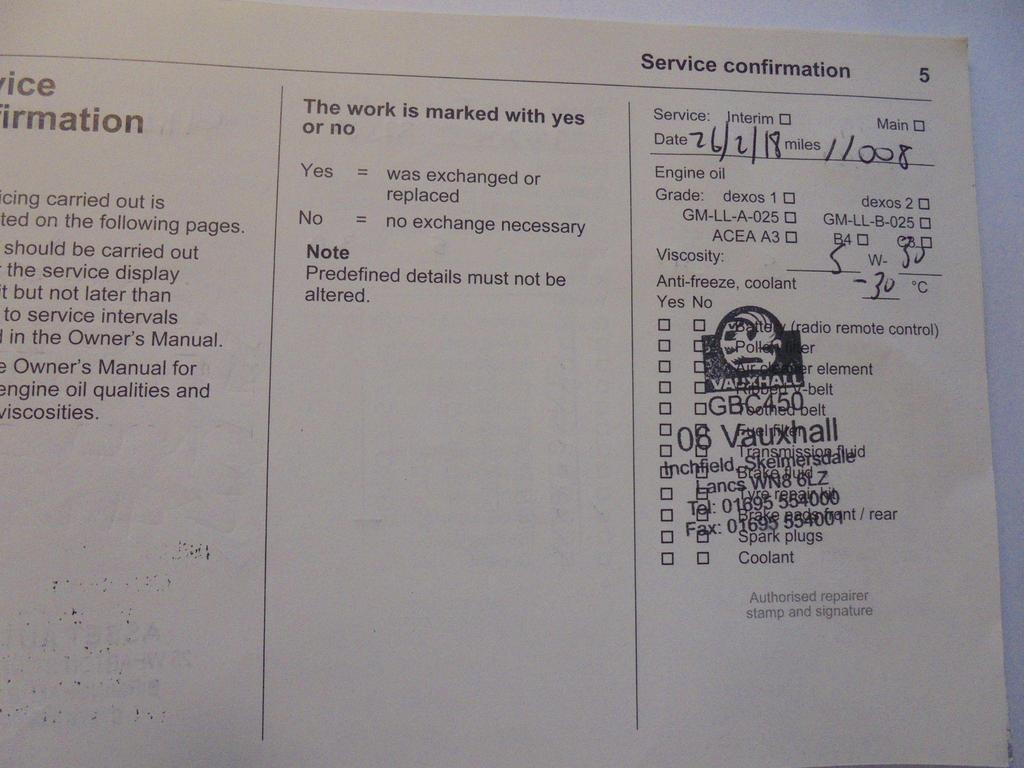 Service confirmation 5
vice
firmation
icing carried out is
ted on the following pages.
should be carried out
the service display
it but not later than
to service intervals
in the Owner's Manual.
e Owner's Manual for
engine oil qualities and
viscosities.
The work is marked with yes
or no
Yes = was exchanged or
replaced
No = no exchange necessary
Note
Predefined details must not be
altered.
Service: Interim ☐ Main ☐
Date 26/2/18 miles 11008
Engine oil
Grade: dexos 1 ☐ dexos 2 ☐
GM-LL-A-025 ☐ GM-LL-B-025 ☐
ACEA A3 ☐ B4 ☐ C3 ☐
Viscosity: 5 W- 30
Anti-freeze, coolant -30 °C
Yes No
☐ ☐ Battery (radio remote control)
☐ ☐ Pollen filter
☐ ☐ Air cleaner element
☐ ☐ Ribbed V-belt
☐ ☐ Toothed belt
☐ ☐ Fuel filter
☐ ☐ Transmission fluid
☐ ☐ Brake fluid
☐ ☐ Tyre repair kit
☐ ☐ Brake pads front / rear
☐ ☐ Spark plugs
☐ ☐ Coolant
VAUXHALL
GBC450
06 Vauxhall
Inchfield, Skelmersdale
Lancs WN8 6LZ
Tel: 01695 554000
Fax: 01695 554001
Authorised repairer
stamp and signature